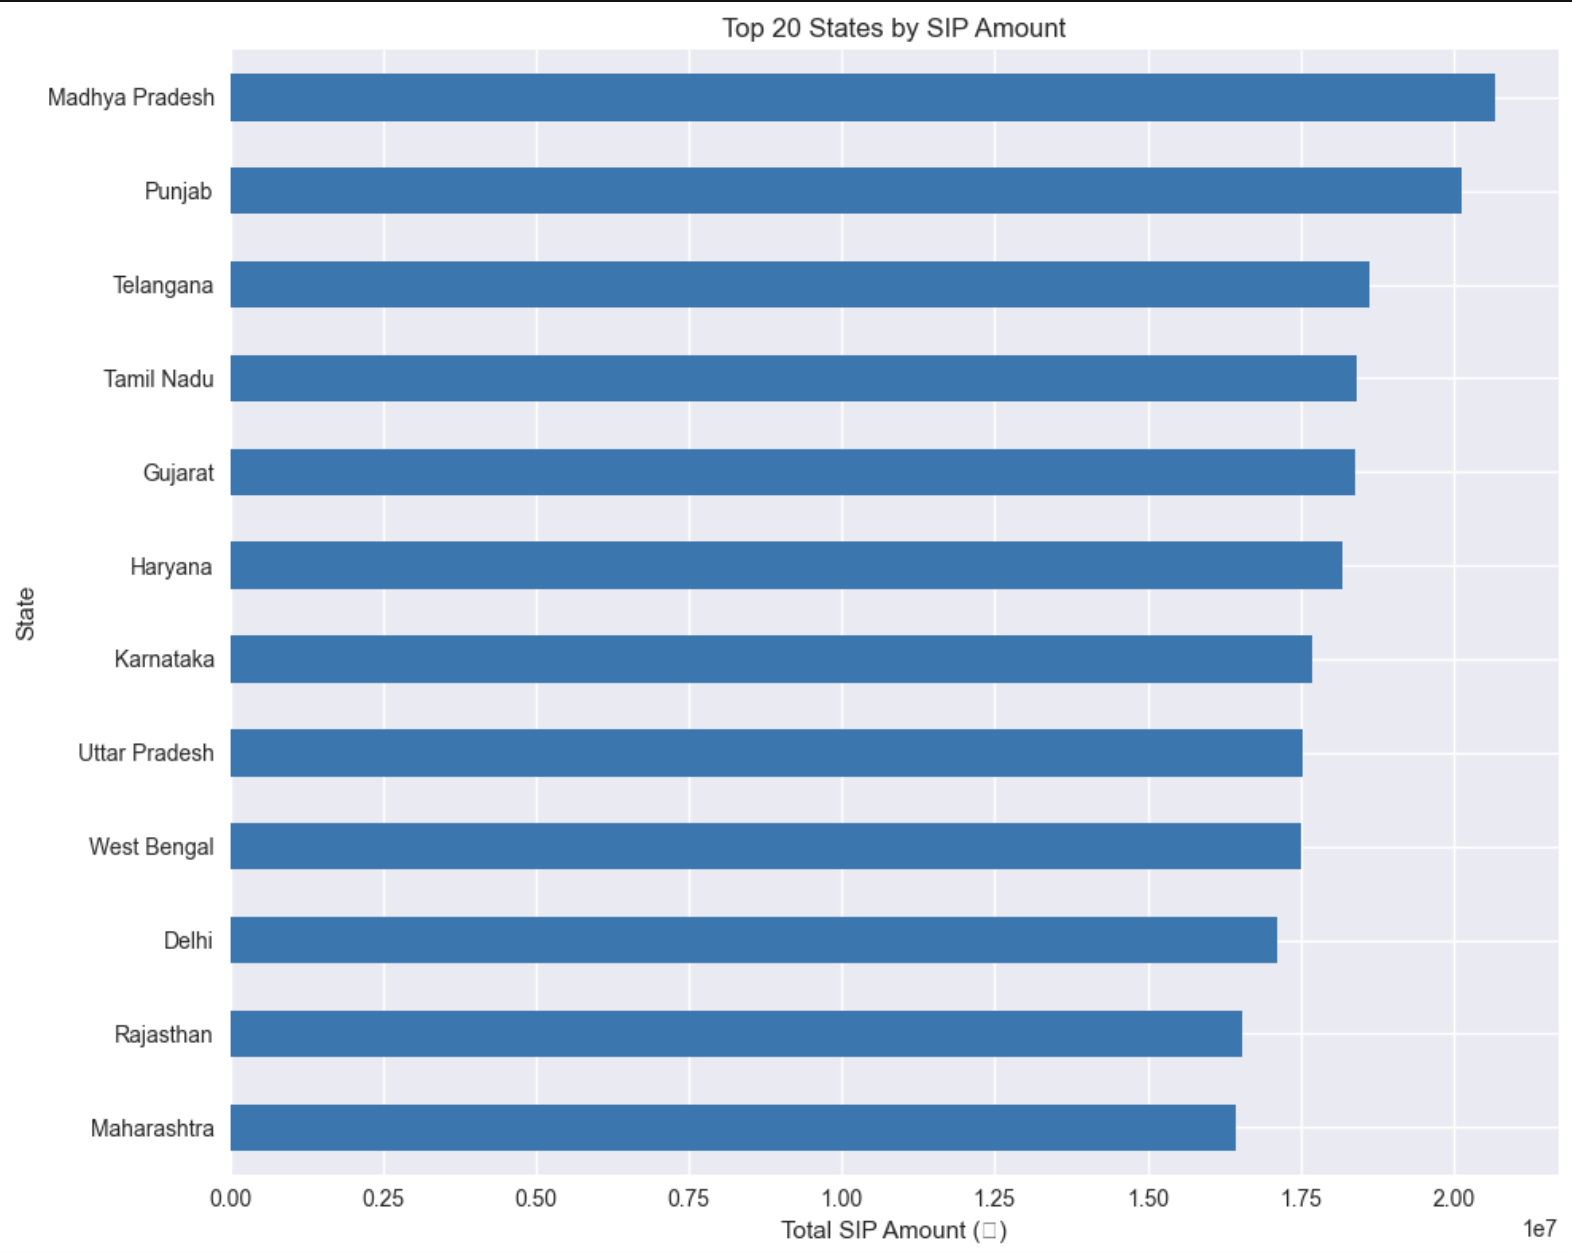 Top 20 States by SIP Amount
Madhya Pradesh
Punjab
Telangana
Tamil Nadu
Gujarat
Haryana
State
Karnataka
Uttar Pradesh
West Bengal
Delhi
Rajasthan
Maharashtra
0.00 0.25 0.50 0.75 1.00 1.25 1.50 1.75 2.00
Total SIP Amount (□)
1e7